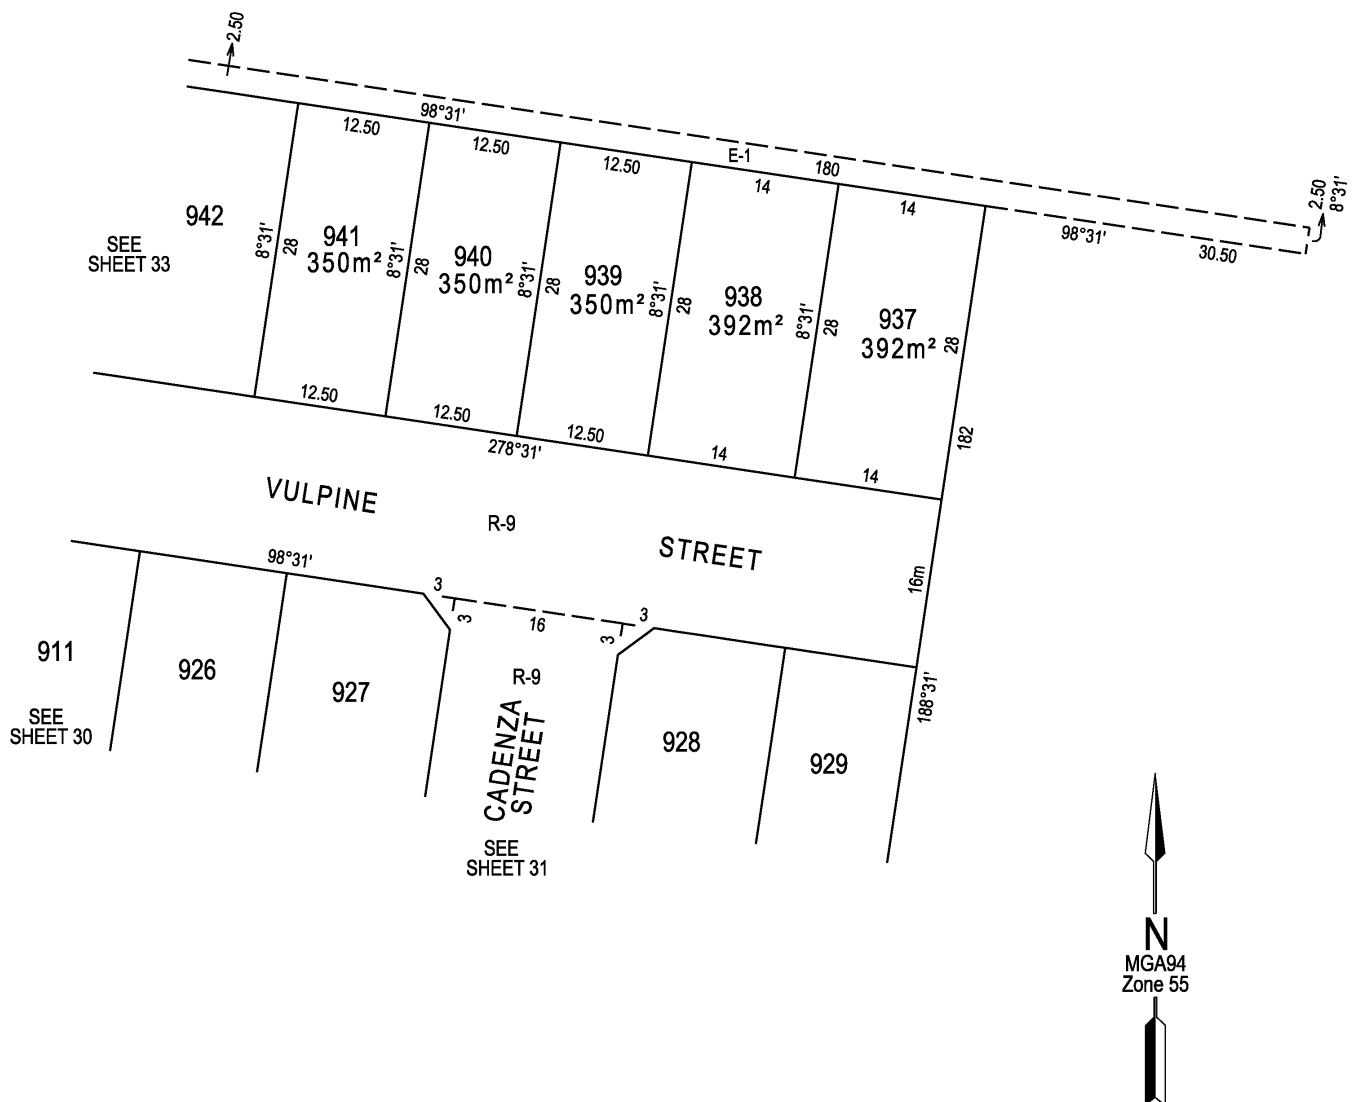 2.50
98°31'
12.50
12.50
12.50
E-1
180
14
14
2.50
8°31'
98°31'
30.50
942
SEE
SHEET 33
8°31'
28
941
350m²
8°31'
28
940
350m²
8°31'
28
939
350m²
8°31'
28
938
392m²
8°31'
28
937
392m²
28
12.50
12.50
12.50
14
14
278°31'
182
VULPINE
R-9
STREET
16m
98°31'
3
3
16
3
3
911
SEE
SHEET 30
926
927
R-9
CADENZA
STREET
SEE
SHEET 31
928
929
188°31'
N
MGA94
Zone 55